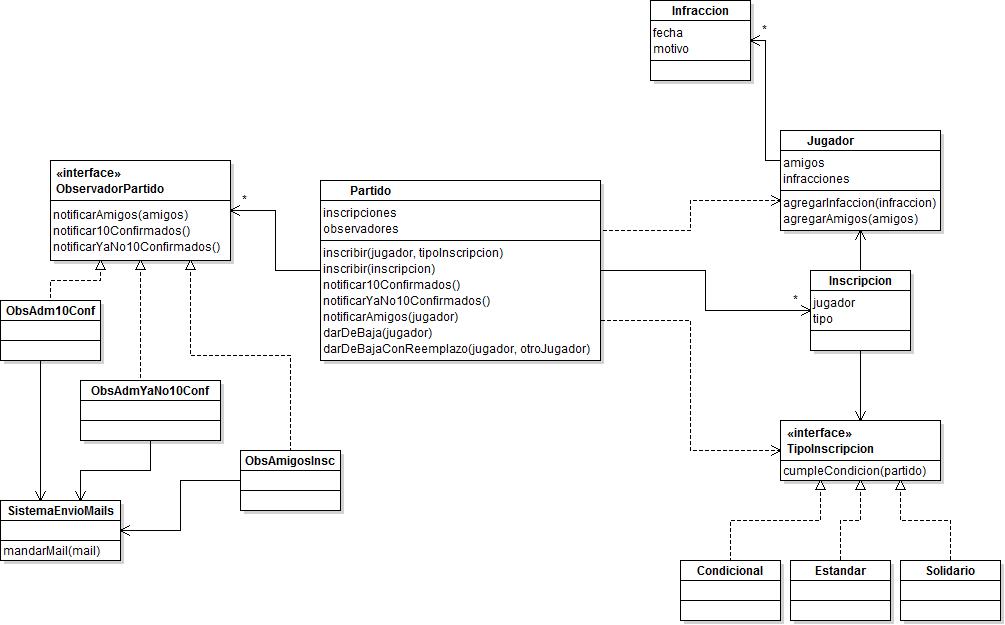 Infraccion
fecha
motivo
*
Jugador
amigos
infracciones
agregarInfaccion(infraccion)
agregarAmigos(amigos)
«interface»
ObservadorPartido
notificarAmigos(amigos)
notificar10Confirmados()
notificarYaNo10Confirmados()
*
Partido
inscripciones
observadores
inscribir(jugador, tipoInscripcion)
inscribir(inscripcion)
notificar10Confirmados()
notificarYaNo10Confirmados()
notificarAmigos(jugador)
darDeBaja(jugador)
darDeBajaConReemplazo(jugador, otroJugador)
*
Inscripcion
jugador
tipo
ObsAdm10Conf
ObsAdmYaNo10Conf
ObsAmigosInsc
SistemaEnvioMails
mandarMail(mail)
«interface»
TipoInscripcion
cumpleCondicion(partido)
Condicional
Estandar
Solidario